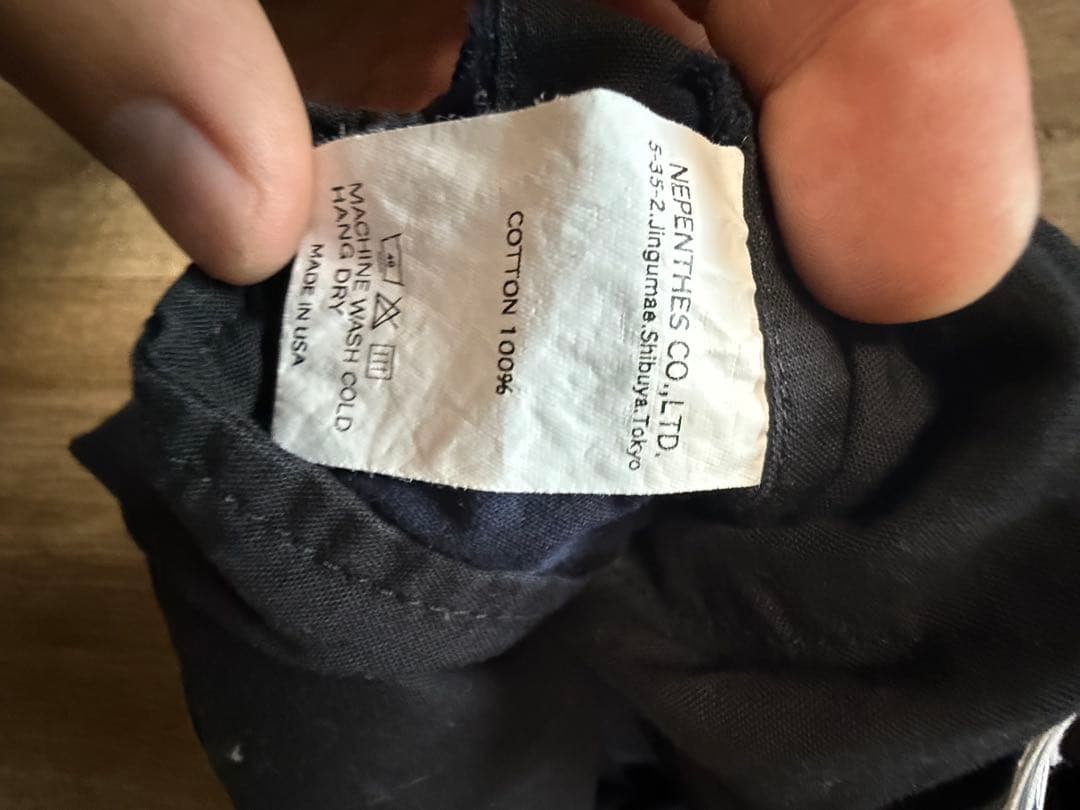 NEPENTHES CO.,LTD.
5-35-2.Jingumae.Shibuya.Tokyo
COTTON 100%
40
MACHINE WASH COLD
HANG DRY
MADE IN USA